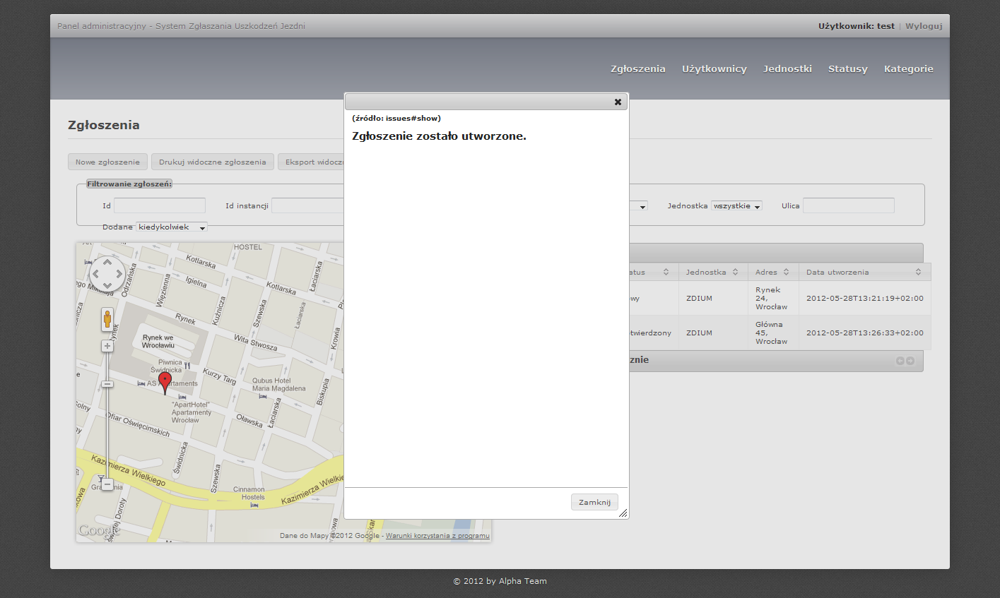 Panel administracyjny - System Zgłaszania Uszkodzeń Jezdni
Użytkownik: test | Wyloguj
Zgłoszenia Użytkownicy Jednostki Statusy Kategorie
Zgłoszenia
Nowe zgłoszenie Drukuj widoczne zgłoszenia Eksport widoczn
Filtrowanie zgłoszeń:
Id Id instancji Jednostka wszystkie Ulica
Dodane kiedykolwiek
(źródło: issues#show)
Zgłoszenie zostało utworzone.
Zamknij
atus Jednostka Adres Data utworzenia
owy ZDIUM Rynek 24, Wrocław 2012-05-28T13:21:19+02:00
otwierdzony ZDIUM Główna 45, Wrocław 2012-05-28T13:26:33+02:00
znie
HOSTEL
Kotlarska
Łaciarska
Odrzańska
Igielna
Kotlarska
ego Mikołaja
Więzienna
Kuźnicza
Szewska
Łaciarska
Rynek
Rynek
Wita Stwosza
Krowia
Rynek we
Wrocławiu
Piwnica
Świdnicka
Kurzy Targ
AS Apartaments
Qubus Hotel
Maria Magdalena
Biskupia
"ApartHotel"
Apartamenty
Wrocław
Łaciarska
Oławska
Ofiar Oświęcimskich
Świdnicka
Szewska
Kazimierza Wielkiego
Cinnamon
Hostels
Kazimierza Wielkie
Google
Dane do Mapy ©2012 Google - Warunki korzystania z programu
© 2012 by Alpha Team